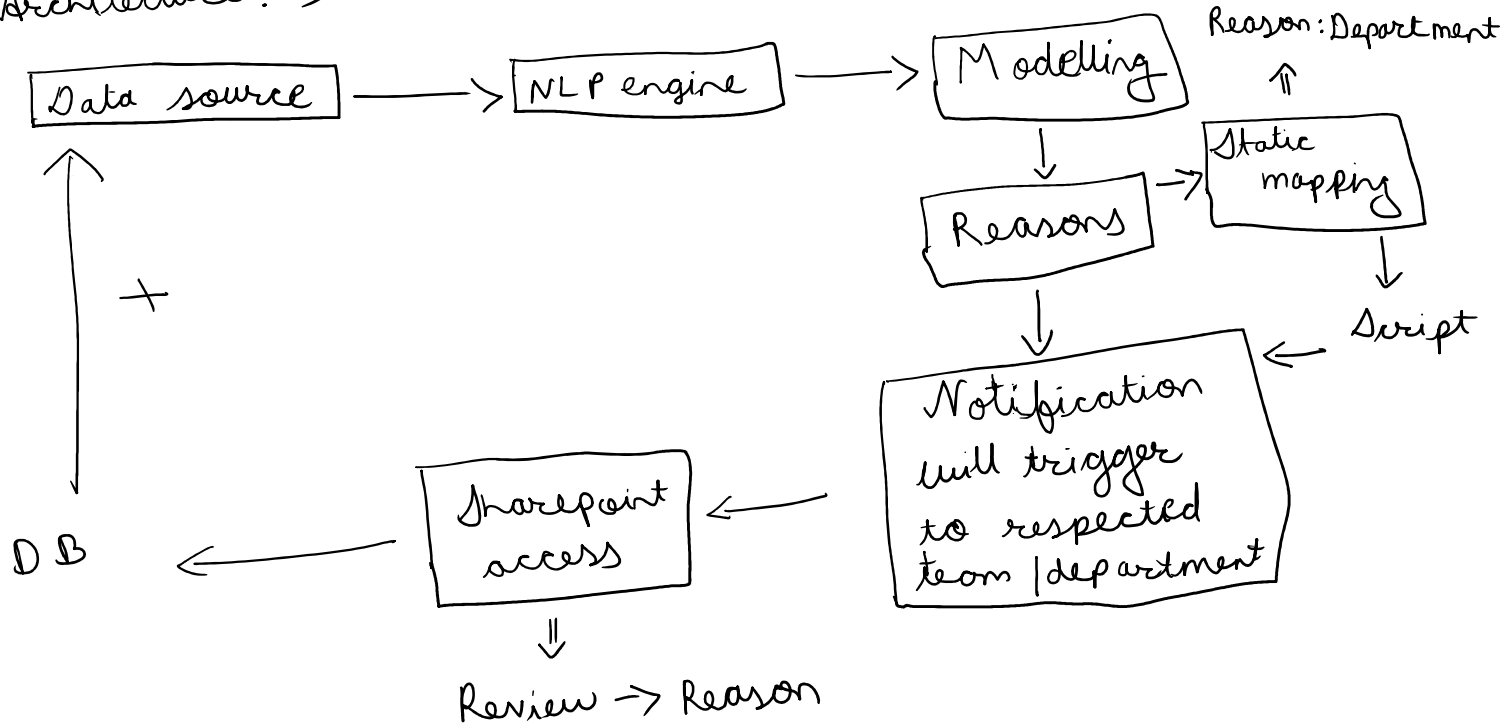 Architecture: →
Reason: Department
Data source
NLP engine
Modelling
Static
mapping
Reasons
Script
+
Notification
will trigger
to respected
team | department
Sharepoint
access
DB
Review → Reason